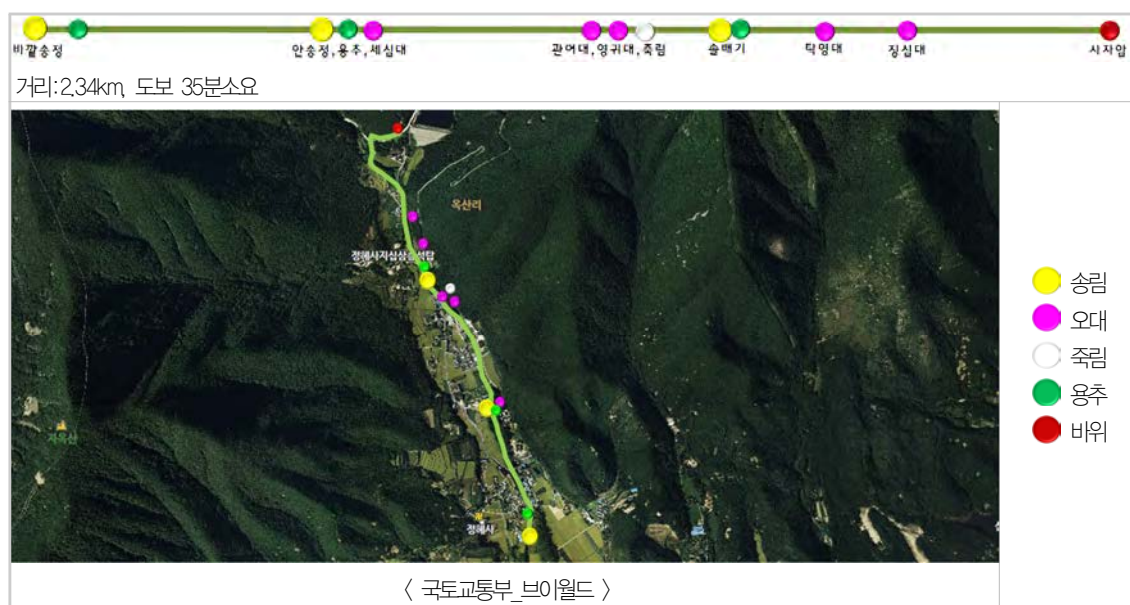 바깥송정 안송정,용추,세심대 관어대,영귀대,죽림 솔배기 탁영대 징심대 시자암
거리:2.34km, 도보 35분소요
옥산리
정혜사지십삼층석탑
자옥산
정혜사
송림
오대
죽림
용추
바위
〈 국토교통부_브이월드 〉